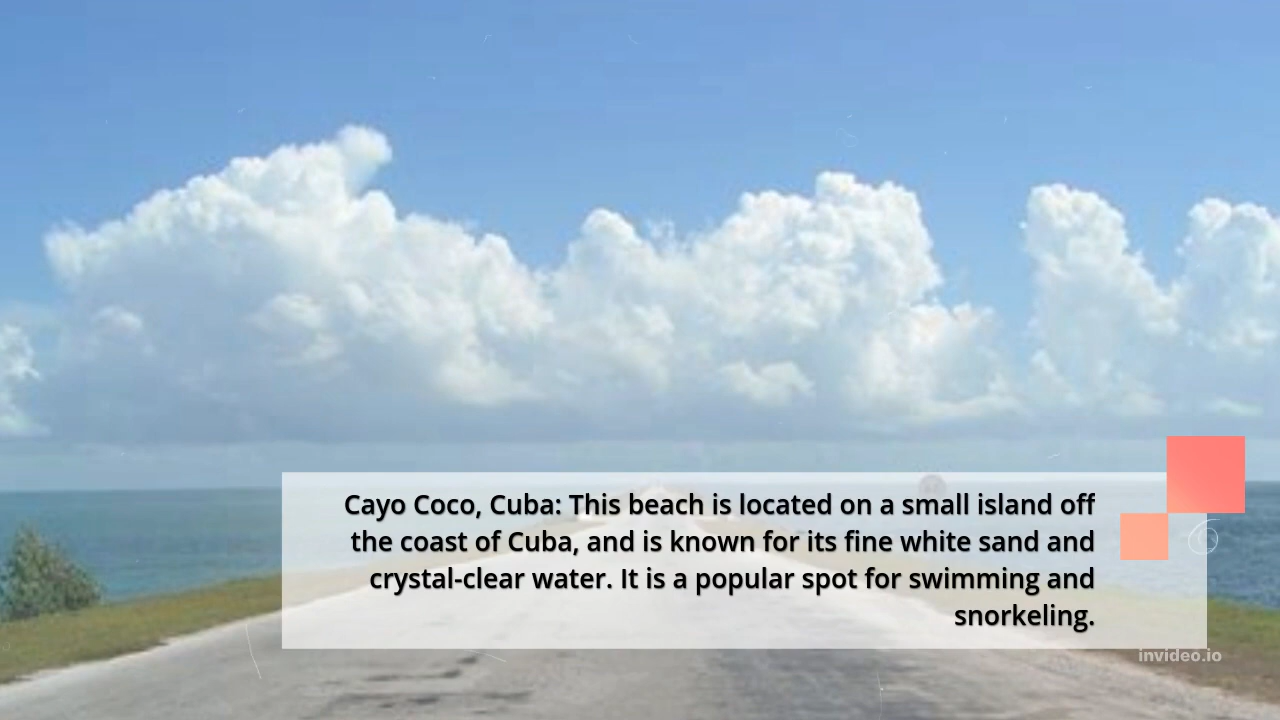 Cayo Coco, Cuba: This beach is located on a small island off
the coast of Cuba, and is known for its fine white sand and
crystal-clear water. It is a popular spot for swimming and
snorkeling.
6
invideo.io